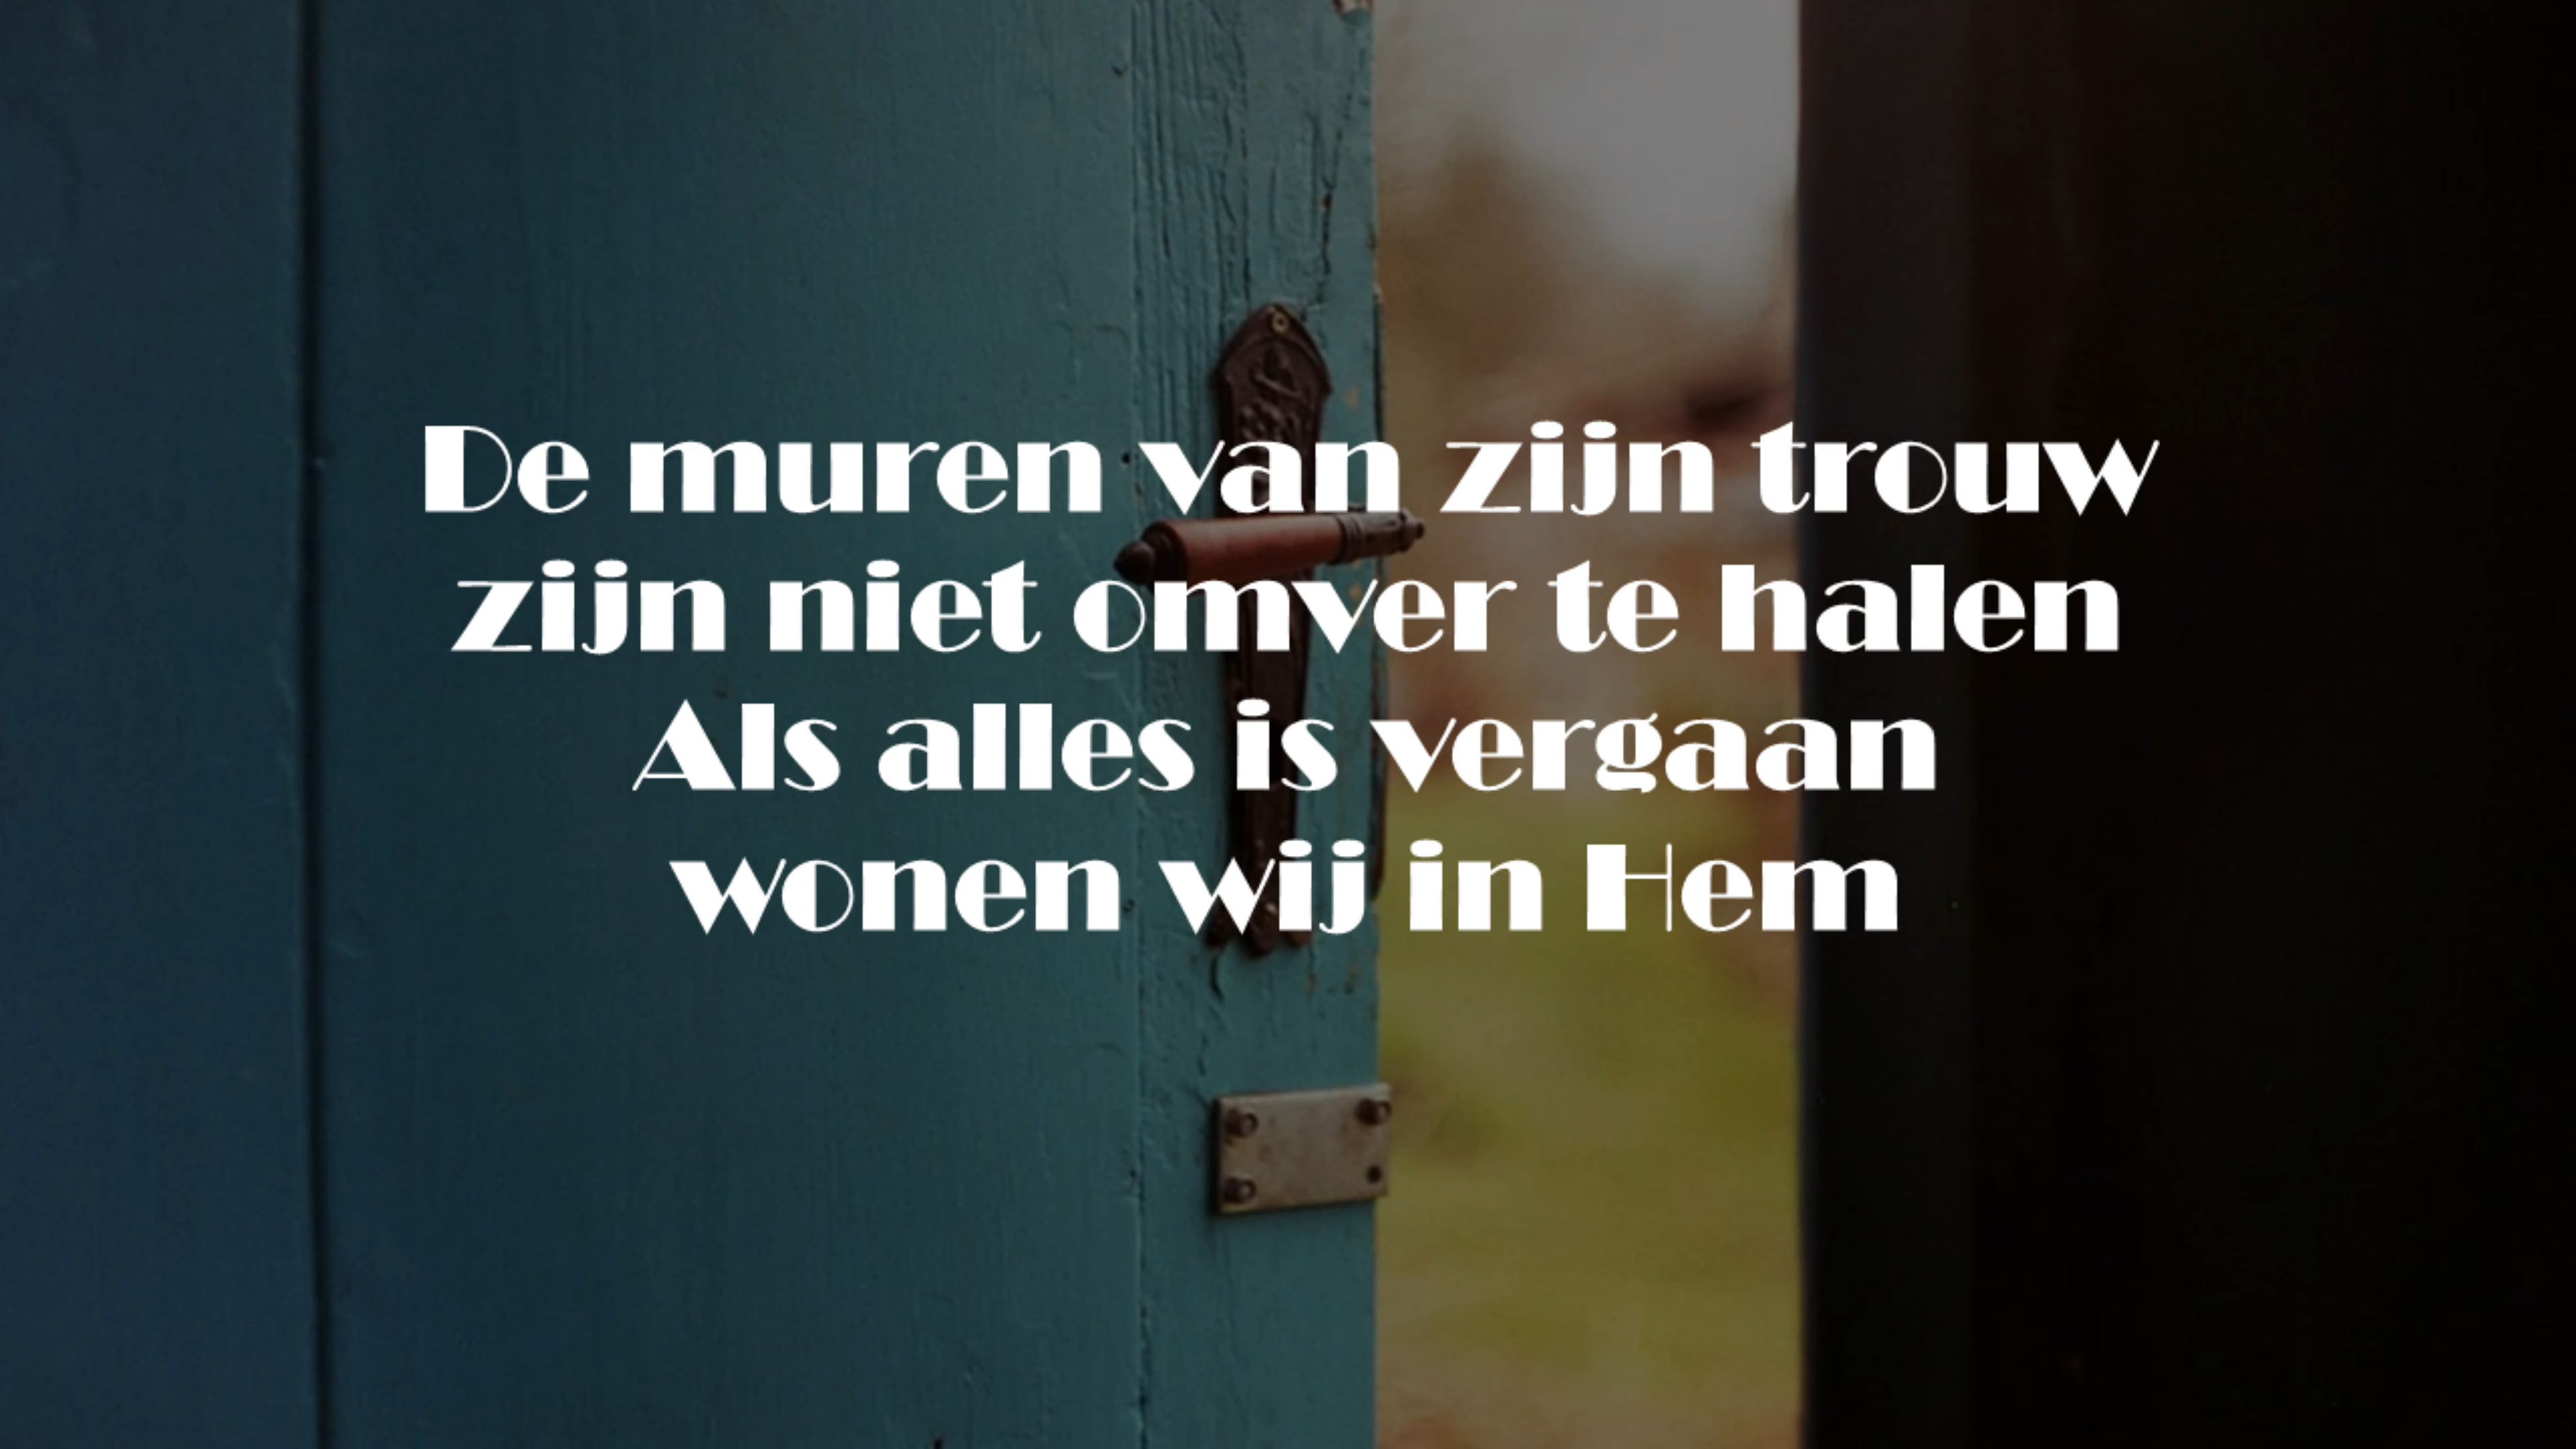 De muren van zijn trouw
zijn niet omver te halen
Als alles is vergaan
wonen wij in Hem